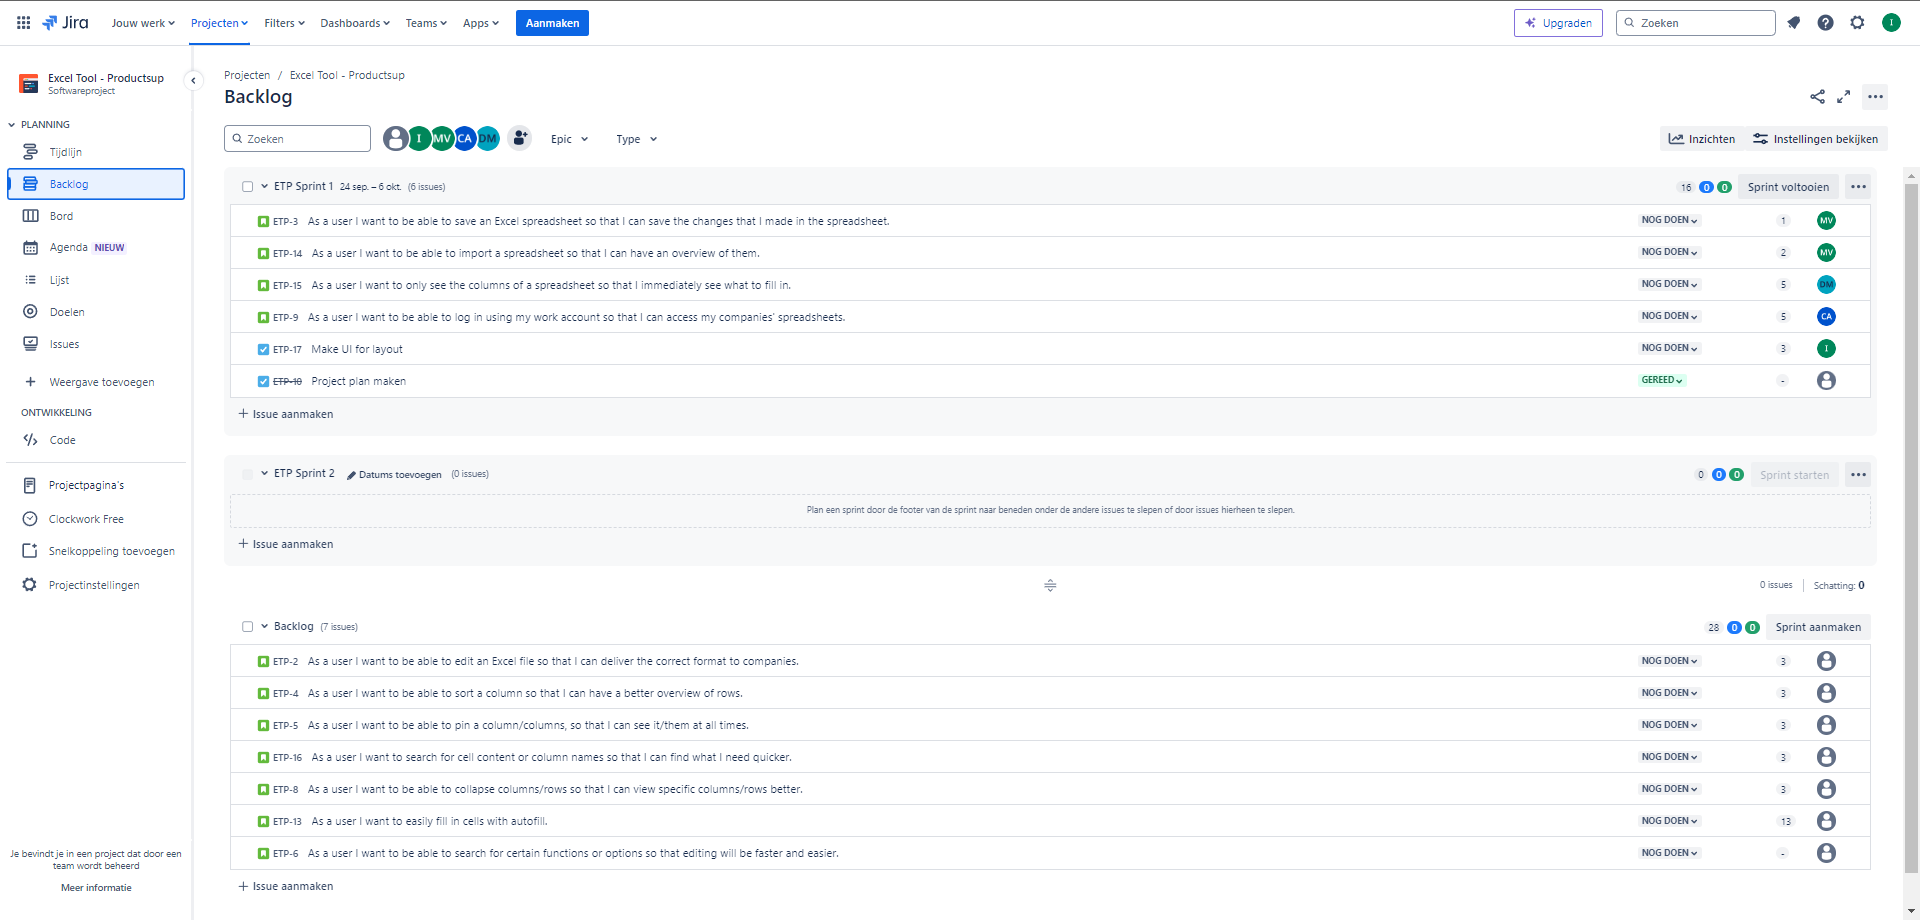 Jira Jouw werk Projecten Filters Dashboards Teams Apps Aanmaken Upgraden Zoeken I
Excel Tool - Productsup
Softwareproject
PLANNING
Tijdlijn
Backlog
Bord
Agenda NIEUW
Lijst
Doelen
Issues
Weergave toevoegen
ONTWIKKELING
Code
Projectpagina's
Clockwork Free
Snelkoppeling toevoegen
Projectinstellingen
Je bevindt je in een project dat door een
team wordt beheerd
Meer informatie
Projecten / Excel Tool - Productsup
Backlog
Zoeken I MV CA DM Epic Type Inzichten Instellingen bekijken
ETP Sprint 1 24 sep. – 6 okt. (6 issues) 16 0 0 Sprint voltooien
ETP-3 As a user I want to be able to save an Excel spreadsheet so that I can save the changes that I made in the spreadsheet. NOG DOEN 1 MV
ETP-14 As a user I want to be able to import a spreadsheet so that I can have an overview of them. NOG DOEN 2 MV
ETP-15 As a user I want to only see the columns of a spreadsheet so that I immediately see what to fill in. NOG DOEN 5 DM
ETP-9 As a user I want to be able to log in using my work account so that I can access my companies' spreadsheets. NOG DOEN 5 CA
ETP-17 Make UI for layout NOG DOEN 3 I
ETP-10 Project plan maken GEREED -
+ Issue aanmaken
ETP Sprint 2 Datums toevoegen (0 issues) 0 0 0 Sprint starten
Plan een sprint door de footer van de sprint naar beneden onder de andere issues te slepen of door issues hierheen te slepen.
+ Issue aanmaken
0 issues Schatting: 0
Backlog (7 issues) 28 0 0 Sprint aanmaken
ETP-2 As a user I want to be able to edit an Excel file so that I can deliver the correct format to companies. NOG DOEN 3
ETP-4 As a user I want to be able to sort a column so that I can have a better overview of rows. NOG DOEN 3
ETP-5 As a user I want to be able to pin a column/columns, so that I can see it/them at all times. NOG DOEN 3
ETP-16 As a user I want to search for cell content or column names so that I can find what I need quicker. NOG DOEN 3
ETP-8 As a user I want to be able to collapse columns/rows so that I can view specific columns/rows better. NOG DOEN 3
ETP-13 As a user I want to easily fill in cells with autofill. NOG DOEN 13
ETP-6 As a user I want to be able to search for certain functions or options so that editing will be faster and easier. NOG DOEN -
+ Issue aanmaken